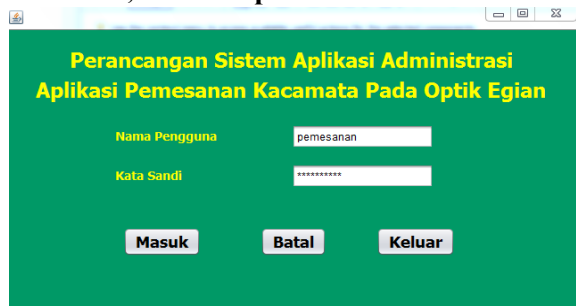 Perancangan Sistem Aplikasi Administrasi
Aplikasi Pemesanan Kacamata Pada Optik Egian
Nama Pengguna pemesanan
Kata Sandi **********
Masuk Batal Keluar